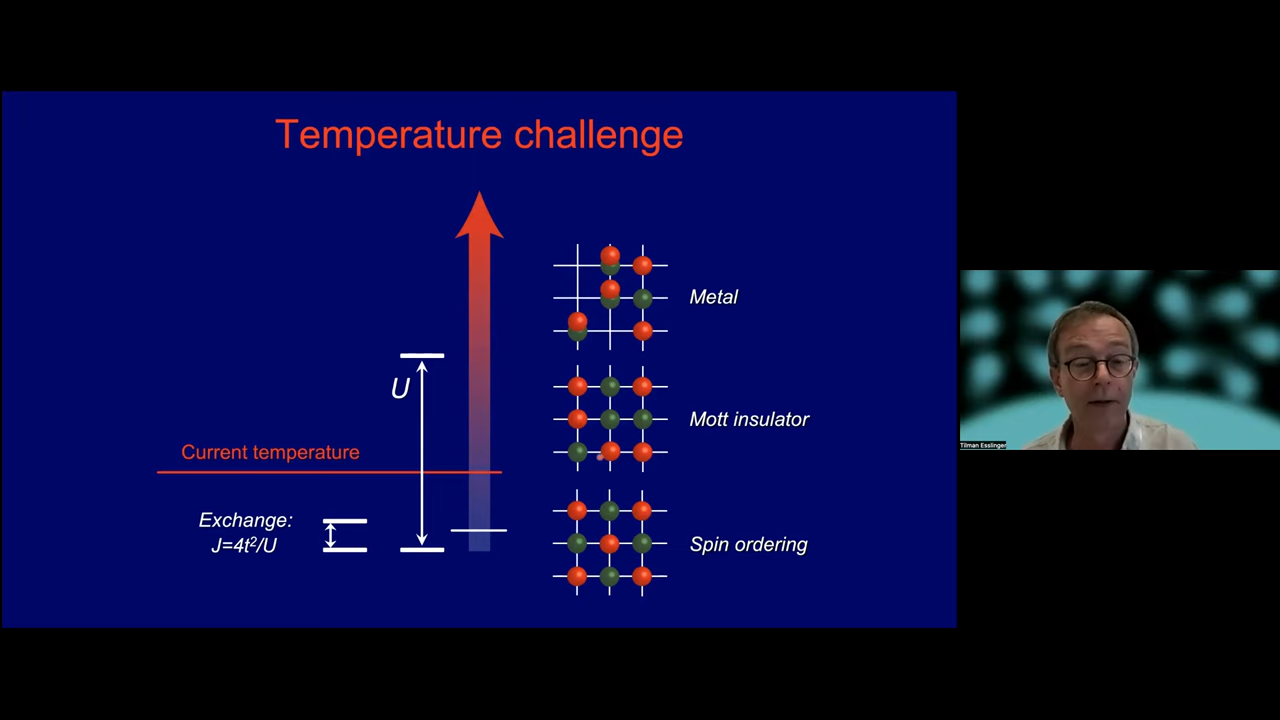 Temperature challenge
Metal
U
Mott insulator
Current temperature
Exchange:
J=4t²/U
Spin ordering
Tilman Esslinger